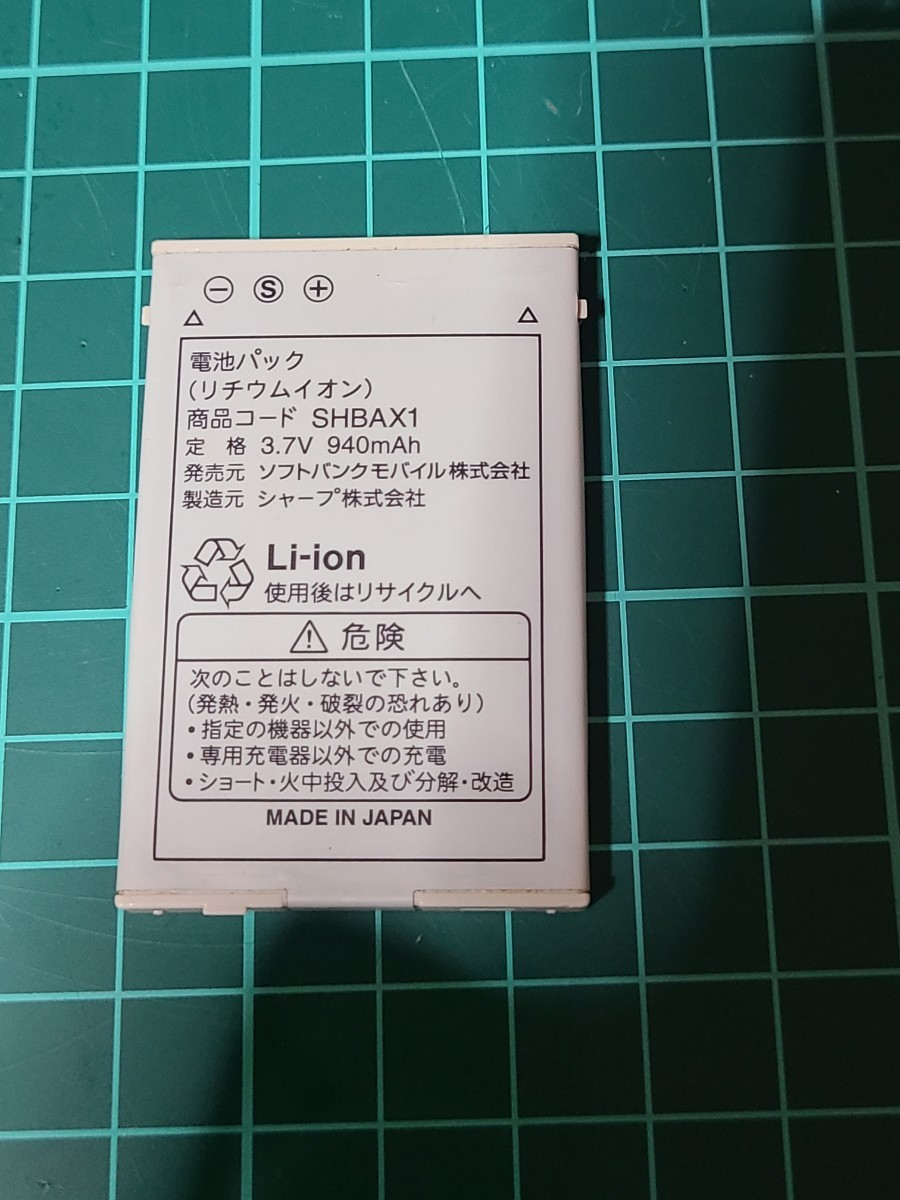 ⊖ Ⓢ ⊕
△ △
電池パック
(リチウムイオン)
商品コード SHBAX1
定 格 3.7V 940mAh
発売元 ソフトバンクモバイル株式会社
製造元 シャープ株式会社
Li-ion
使用後はリサイクルへ
⚠ 危険
次のことはしないで下さい。
(発熱・発火・破裂の恐れあり)
・指定の機器以外での使用
・専用充電器以外での充電
・ショート・火中投入及び分解・改造
MADE IN JAPAN